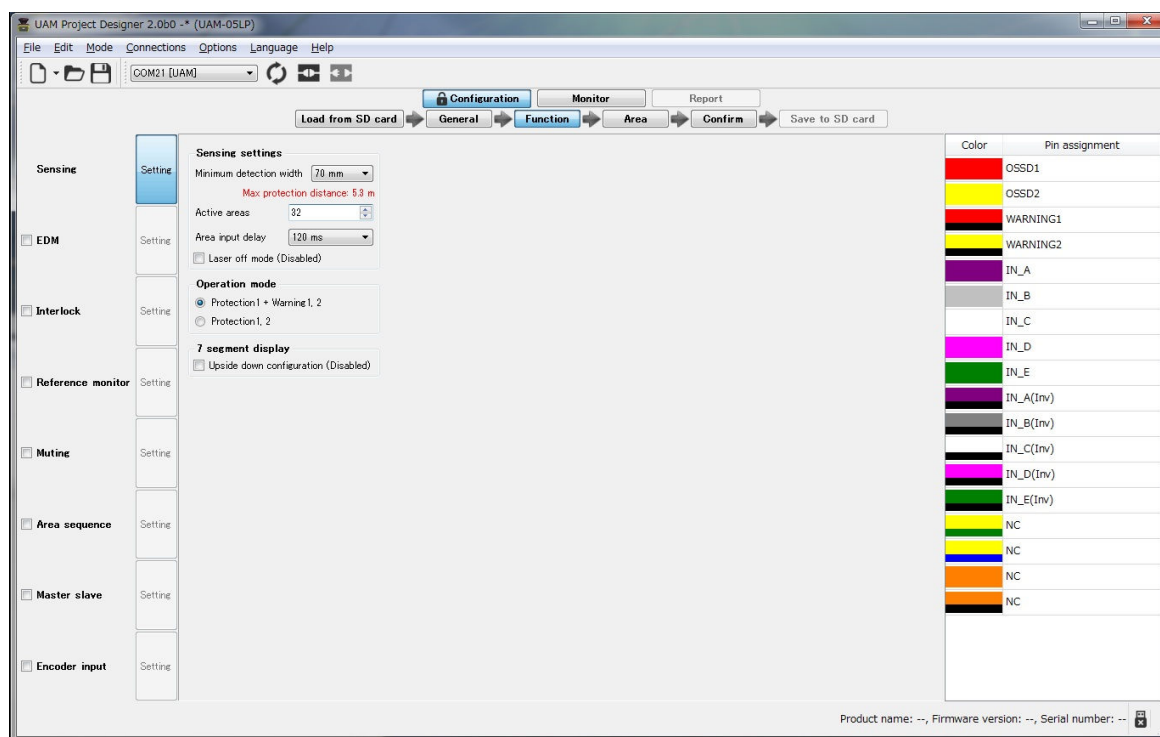 UAM Project Designer 2.0b0 -* (UAM-05LP)
File Edit Mode Connections Options Language Help
COM21 [UAM]
Configuration Monitor Report
Load from SD card General Function Area Confirm Save to SD card
Sensing Setting
EDM Setting
Interlock Setting
Reference monitor Setting
Muting Setting
Area sequence Setting
Master slave Setting
Encoder input Setting
Sensing settings
Minimum detection width 70 mm
Max protection distance: 5.3 m
Active areas 32
Area input delay 120 ms
Laser off mode (Disabled)
Operation mode
Protection1 + Warning1, 2
Protection1, 2
7 segment display
Upside down configuration (Disabled)
Color Pin assignment
OSSD1
OSSD2
WARNING1
WARNING2
IN_A
IN_B
IN_C
IN_D
IN_E
IN_A(Inv)
IN_B(Inv)
IN_C(Inv)
IN_D(Inv)
IN_E(Inv)
NC
NC
NC
NC
Product name: --, Firmware version: --, Serial number: --